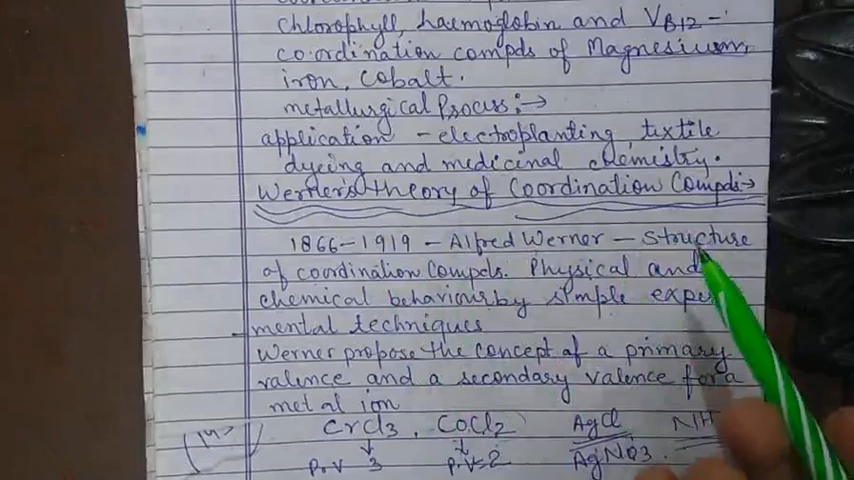 chlorophyll, haemoglobin and VB12 -
co.ordination compds of Magnesium,
iron, cobalt.
metallurgical Process :→
application - electroplanting, textile
dyeing and medicinal chemistry.
Werner's theory of Coordination Compds:→
1866-1919 - Alfred Werner - structure
of coordination Compds. Physical and
chemical behaviour by simple experi
mental techniques
Werner propose the concept of a primary
valence and a secondary valence for a
metal ion
CrCl3, CoCl2 AgCl NH
P.V 3 P.V=2 AgNO3.